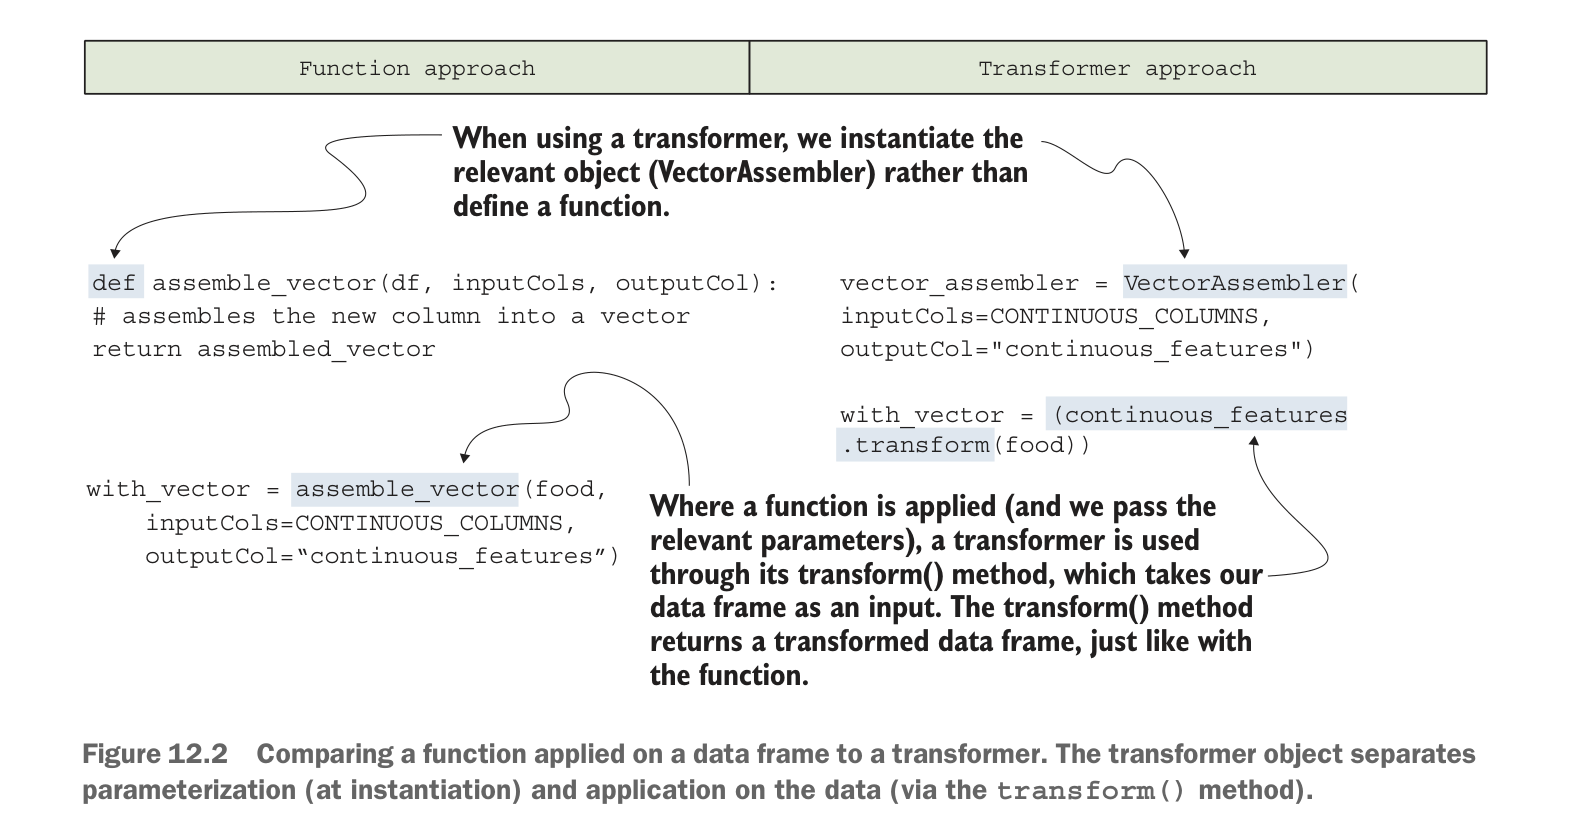 Function approach
Transformer approach
When using a transformer, we instantiate the
relevant object (VectorAssembler) rather than
define a function.
def assemble_vector(df, inputCols, outputCol):
# assembles the new column into a vector
return assembled_vector
vector_assembler = VectorAssembler(
inputCols=CONTINUOUS_COLUMNS,
outputCol="continuous_features")
with_vector = (continuous_features
.transform(food))
with_vector = assemble_vector(food,
inputCols=CONTINUOUS_COLUMNS,
outputCol=“continuous_features”)
Where a function is applied (and we pass the
relevant parameters), a transformer is used
through its transform() method, which takes our
data frame as an input. The transform() method
returns a transformed data frame, just like with
the function.
Figure 12.2 Comparing a function applied on a data frame to a transformer. The transformer object separates
parameterization (at instantiation) and application on the data (via the transform() method).